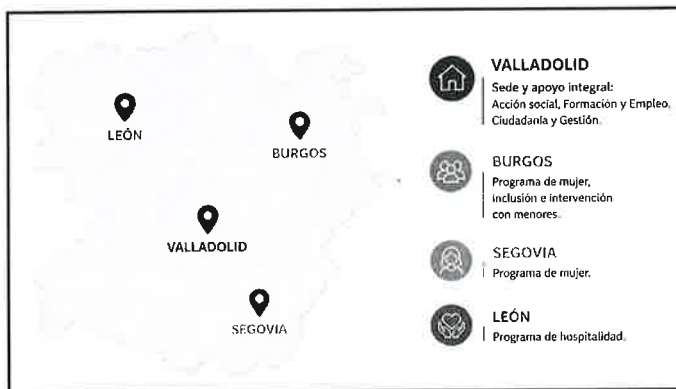 LEÓN
BURGOS
VALLADOLID
SEGOVIA
VALLADOLID
Sede y apoyo integral:
Acción social, Formación y Empleo,
Ciudadanía y Gestión.
BURGOS
Programa de mujer,
inclusión e intervención
con menores.
SEGOVIA
Programa de mujer.
LEÓN
Programa de hospitalidad.